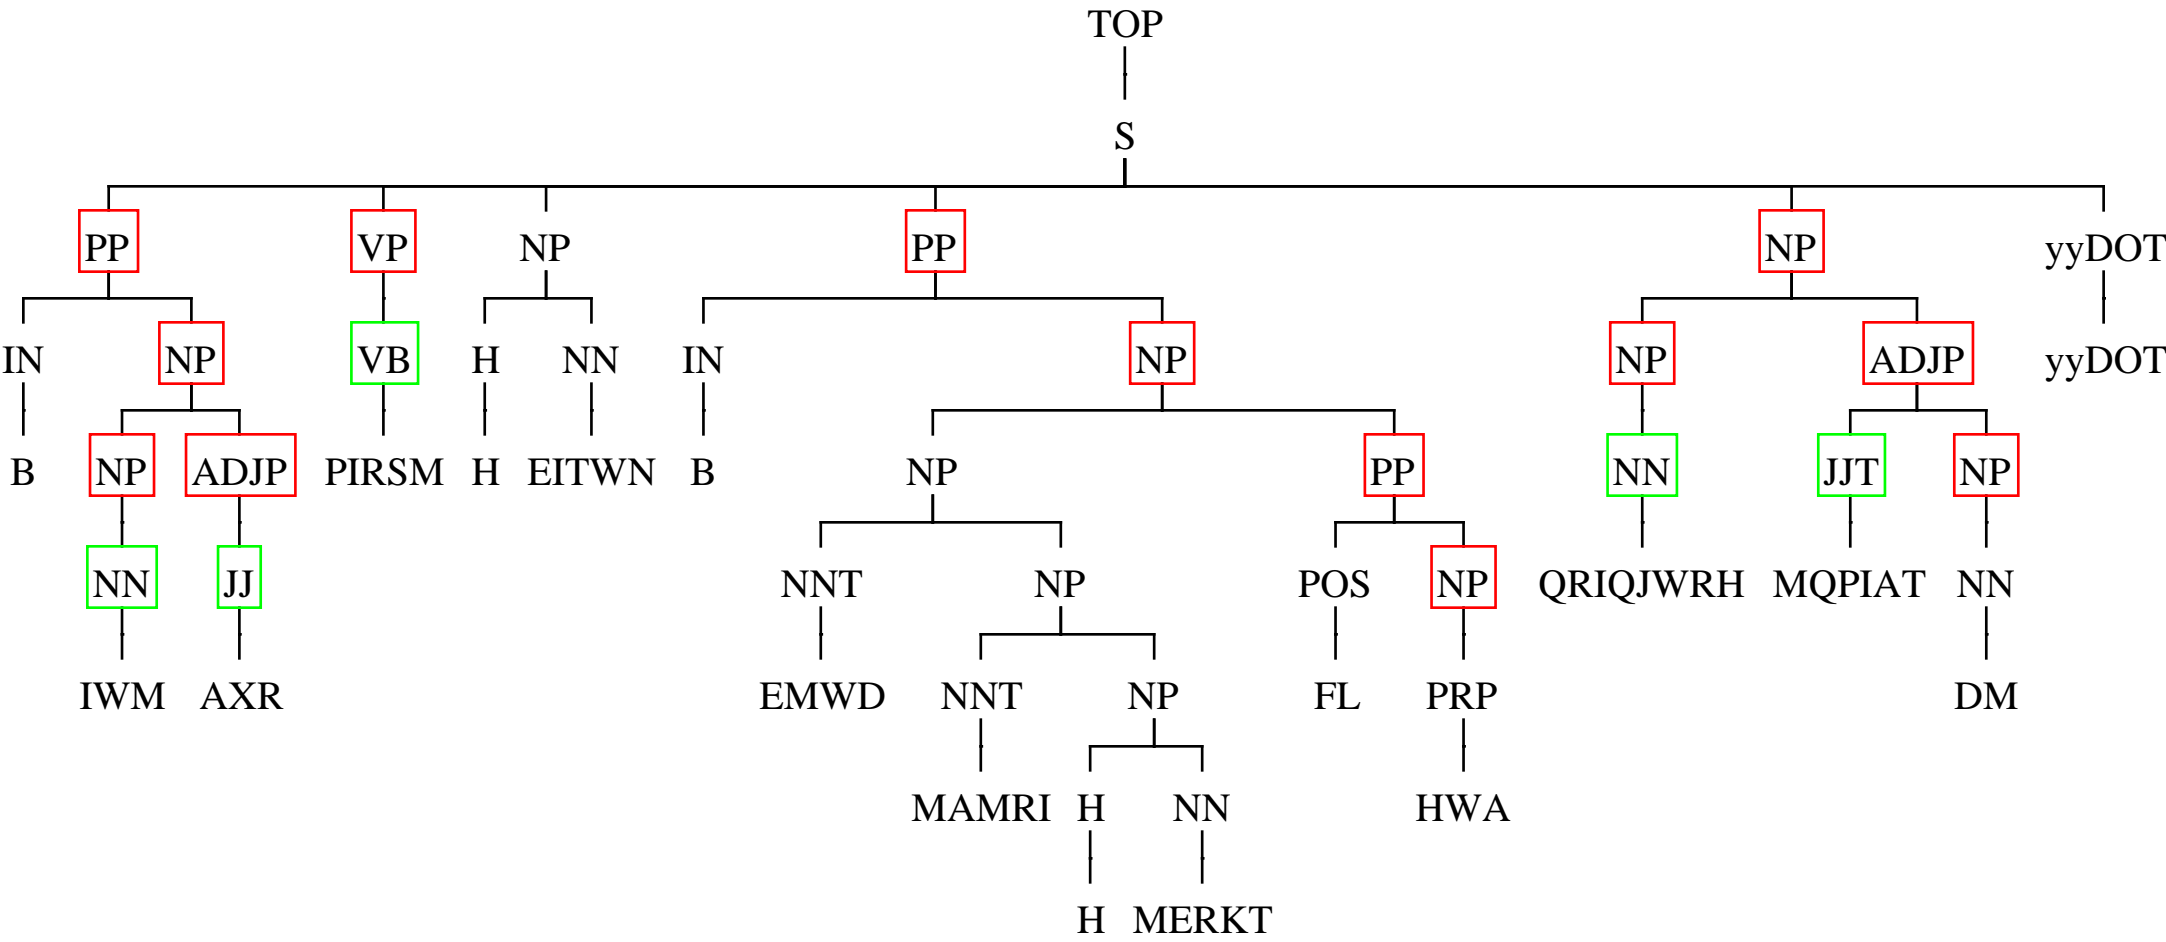 TOP
S
PP VP NP PP NP yyDOT
IN NP VB H NN IN NP NP ADJP yyDOT
B NP ADJP PIRSM H EITWN B NP PP NN JJT NP
NN JJ NNT NP POS NP QRIQJWRH MQPIAT NN
IWM AXR EMWD NNT NP FL PRP DM
MAMRI H NN HWA
H MERKT